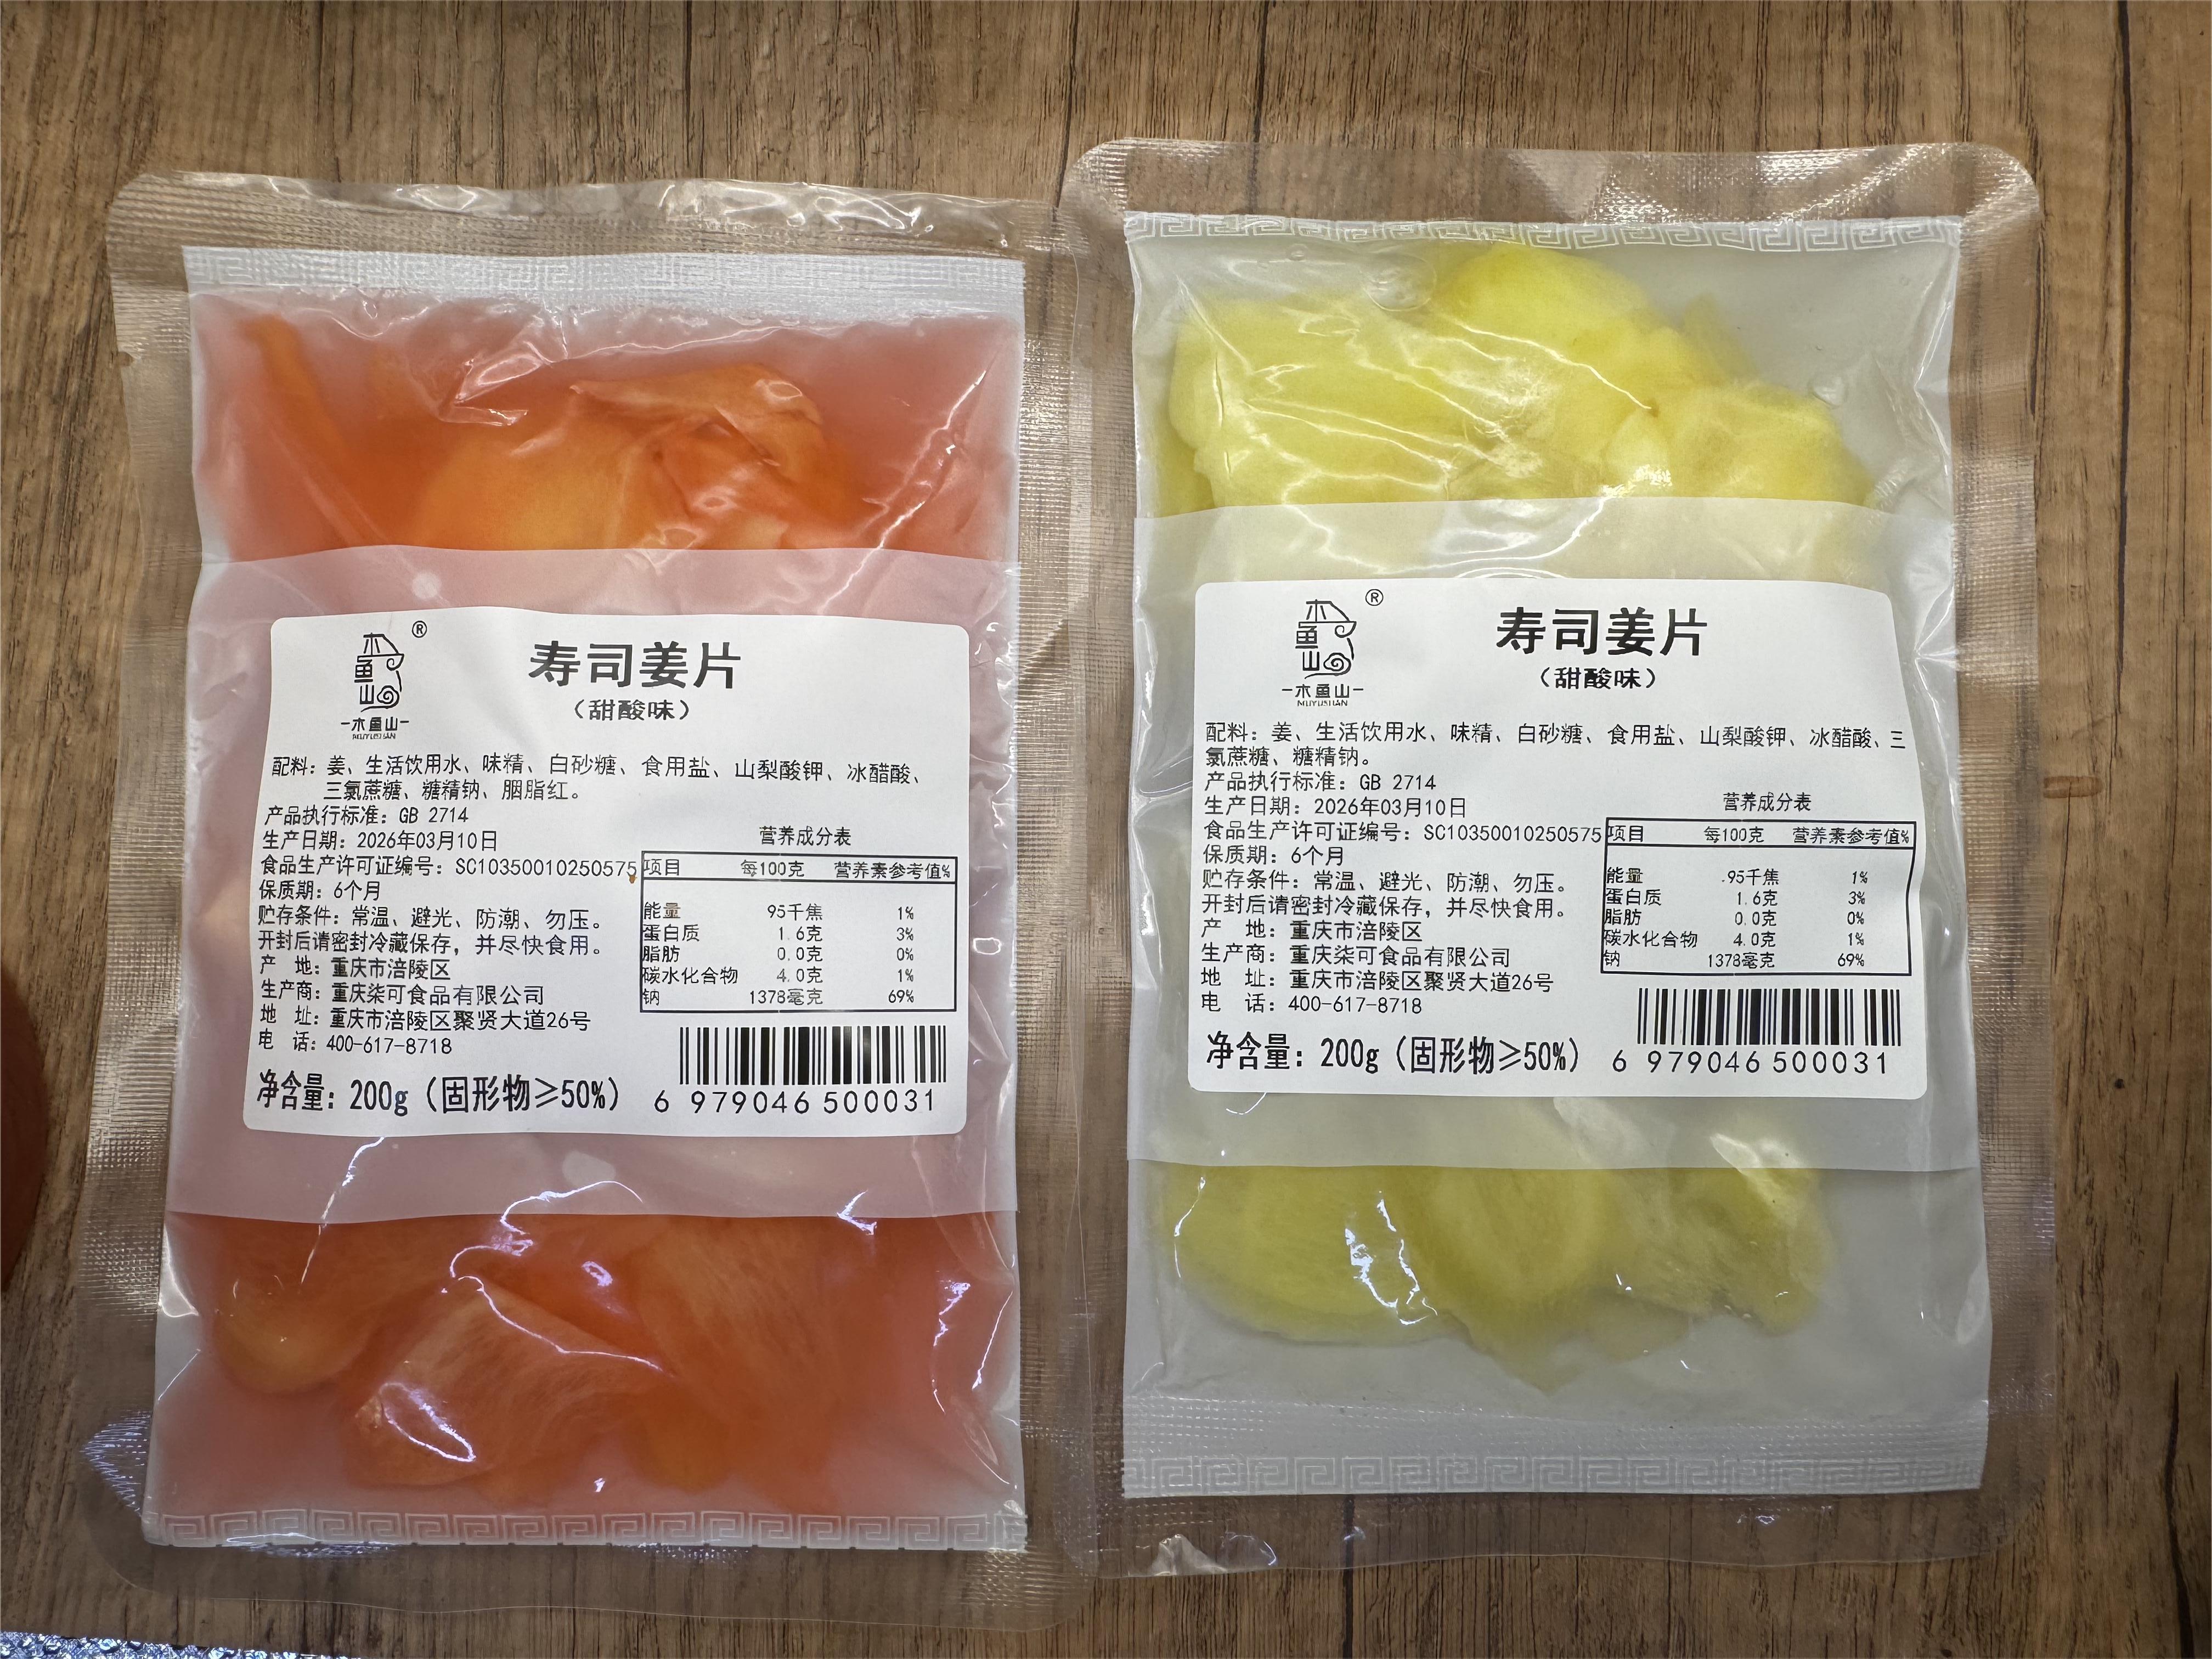 木鱼山
®
-木鱼山-
MUYUSHAN
寿司姜片
（甜酸味）
配料：姜、生活饮用水、味精、白砂糖、食用盐、山梨酸钾、冰醋酸、
三氯蔗糖、糖精钠、胭脂红。
产品执行标准：GB 2714
生产日期：2026年03月10日
食品生产许可证编号：SC10350010250575
保质期：6个月
贮存条件：常温、避光、防潮、勿压。
开封后请密封冷藏保存，并尽快食用。
产 地：重庆市涪陵区
生产商：重庆柒可食品有限公司
地 址：重庆市涪陵区聚贤大道26号
电 话：400-617-8718
净含量：200g（固形物≥50%）
营养成分表
项目 每100克 营养素参考值%
能量 95千焦 1%
蛋白质 1.6克 3%
脂肪 0.0克 0%
碳水化合物 4.0克 1%
钠 1378毫克 69%
6 979046 500031
木鱼山
®
-木鱼山-
MUYUSHAN
寿司姜片
（甜酸味）
配料：姜、生活饮用水、味精、白砂糖、食用盐、山梨酸钾、冰醋酸、三
氯蔗糖、糖精钠。
产品执行标准：GB 2714
生产日期：2026年03月10日
食品生产许可证编号：SC10350010250575
保质期：6个月
贮存条件：常温、避光、防潮、勿压。
开封后请密封冷藏保存，并尽快食用。
产 地：重庆市涪陵区
生产商：重庆柒可食品有限公司
地 址：重庆市涪陵区聚贤大道26号
电 话：400-617-8718
净含量：200g（固形物≥50%）
营养成分表
项目 每100克 营养素参考值%
能量 95千焦 1%
蛋白质 1.6克 3%
脂肪 0.0克 0%
碳水化合物 4.0克 1%
钠 1378毫克 69%
6 979046 500031